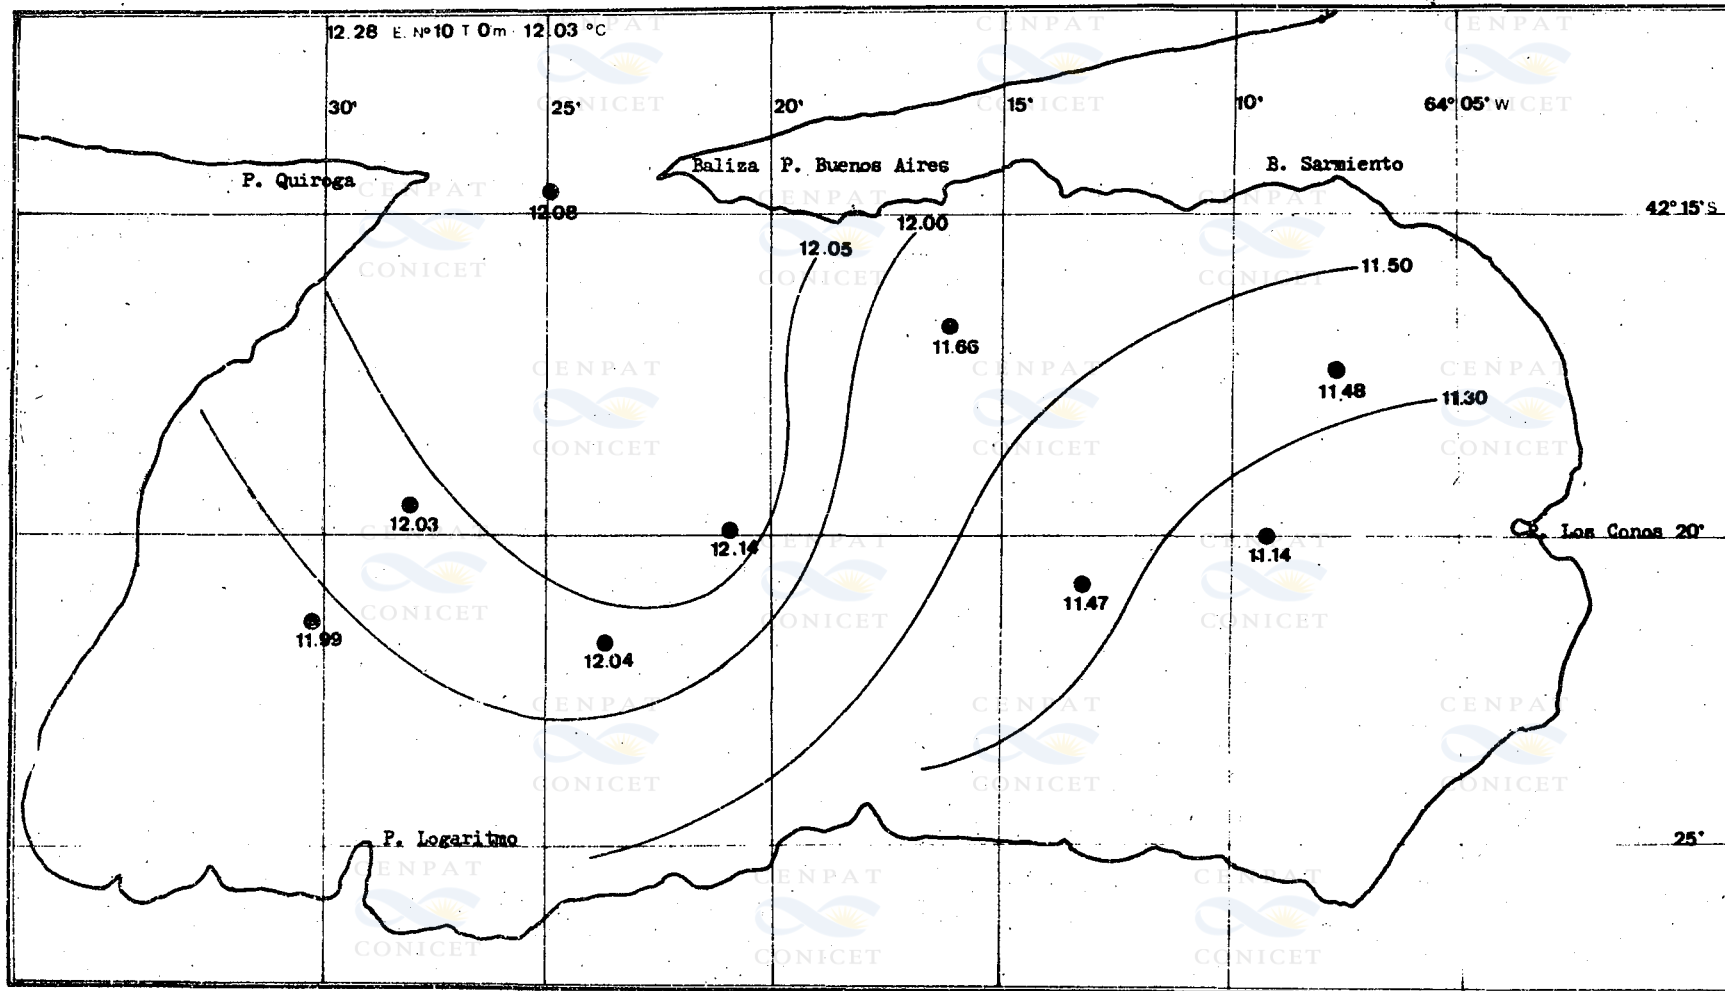 12.28 E. Nº10 T 0m 12.03 ºC
30' 25' 20' 15' 10' 64° 05' W
P. Quiroga
Baliza P. Buenos Aires
B. Sarmiento
12.08
42° 15' S
12.00
12.05
11.50
11.66
11.48
11.30
12.03
12.14
11.14
P. Los Conos 20'
11.47
11.99
12.04
P. Logaritmo
25'
CENPAT
CONICET